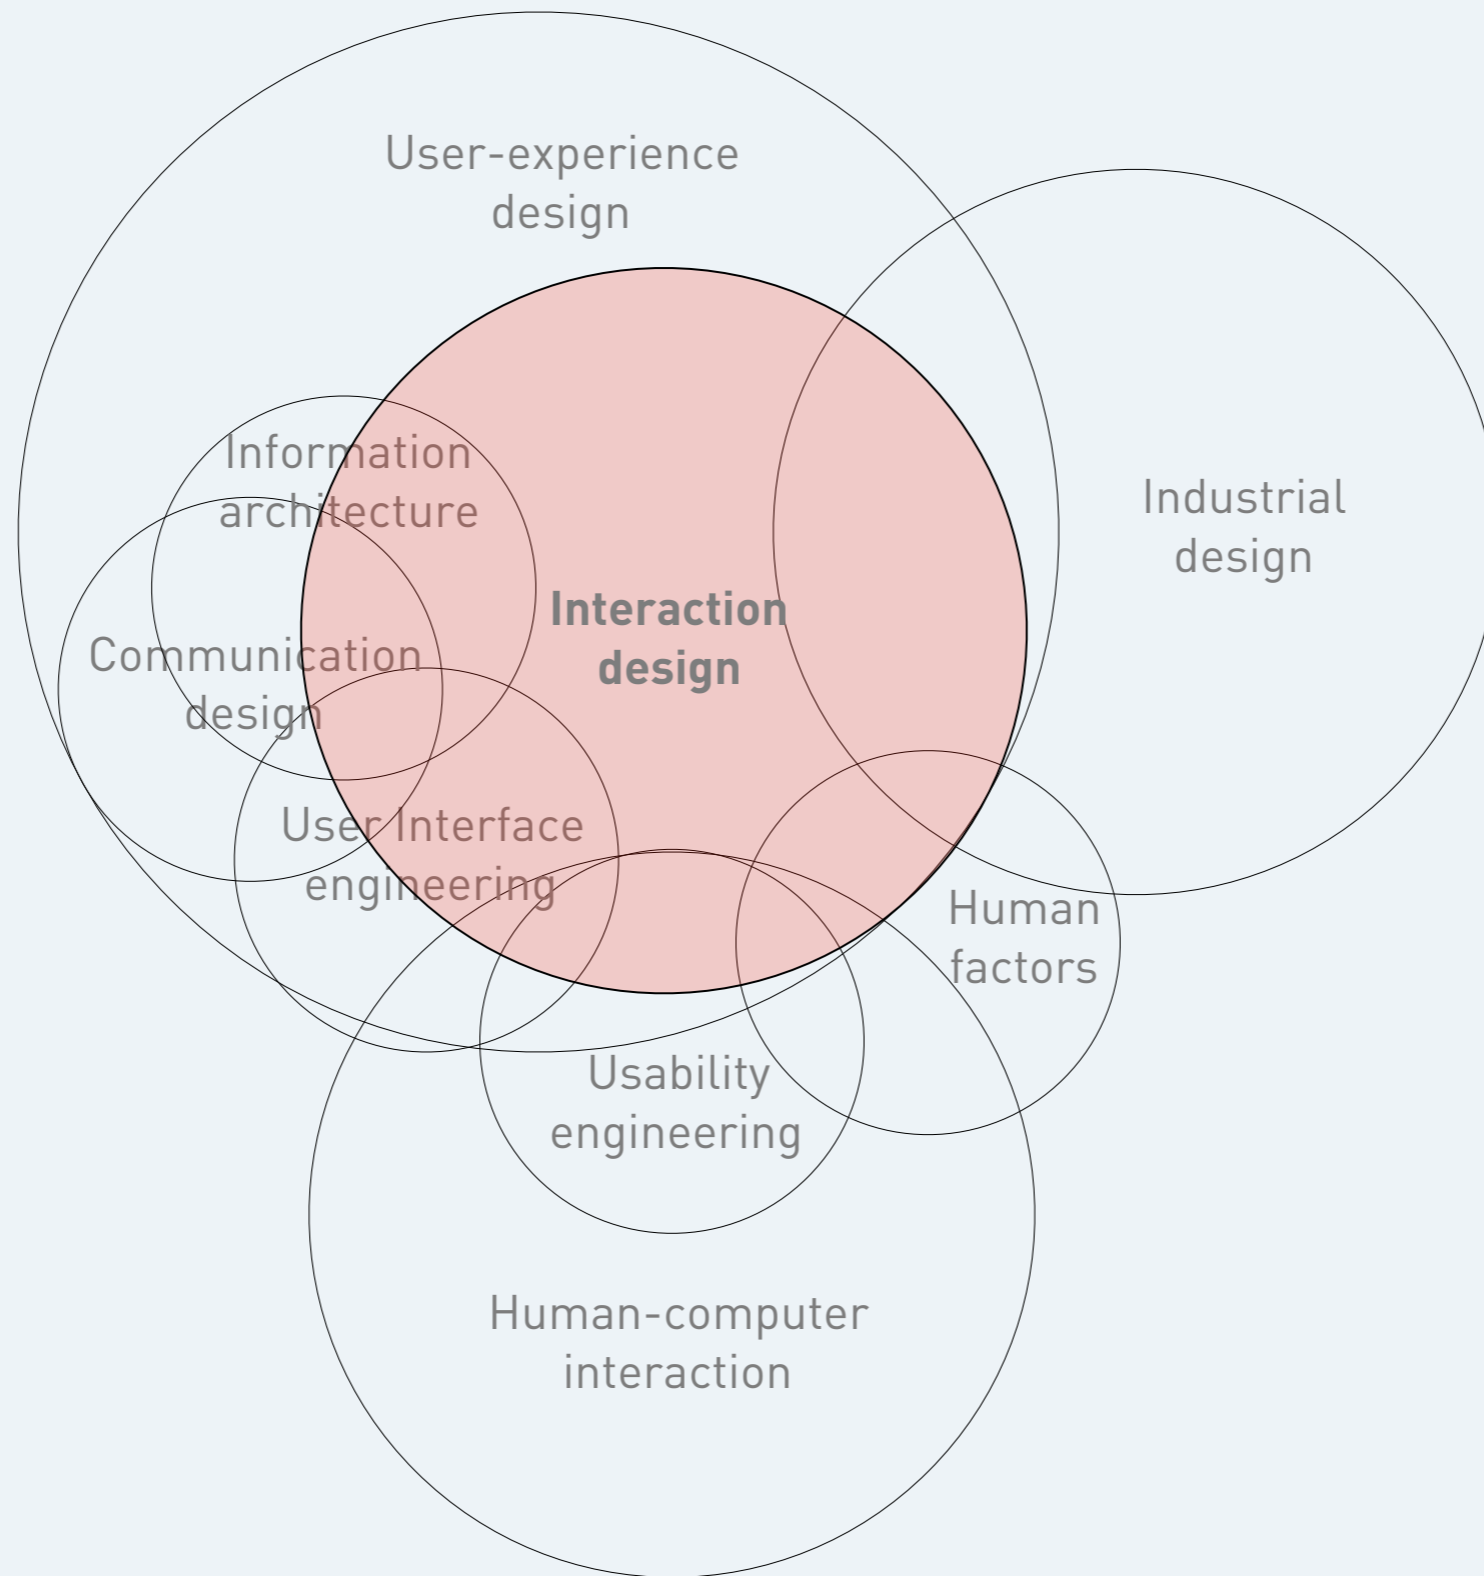 User-experience
design
Information
architecture
Industrial
design
Interaction
design
Communication
design
User Interface
engineering
Human
factors
Usability
engineering
Human-computer
interaction